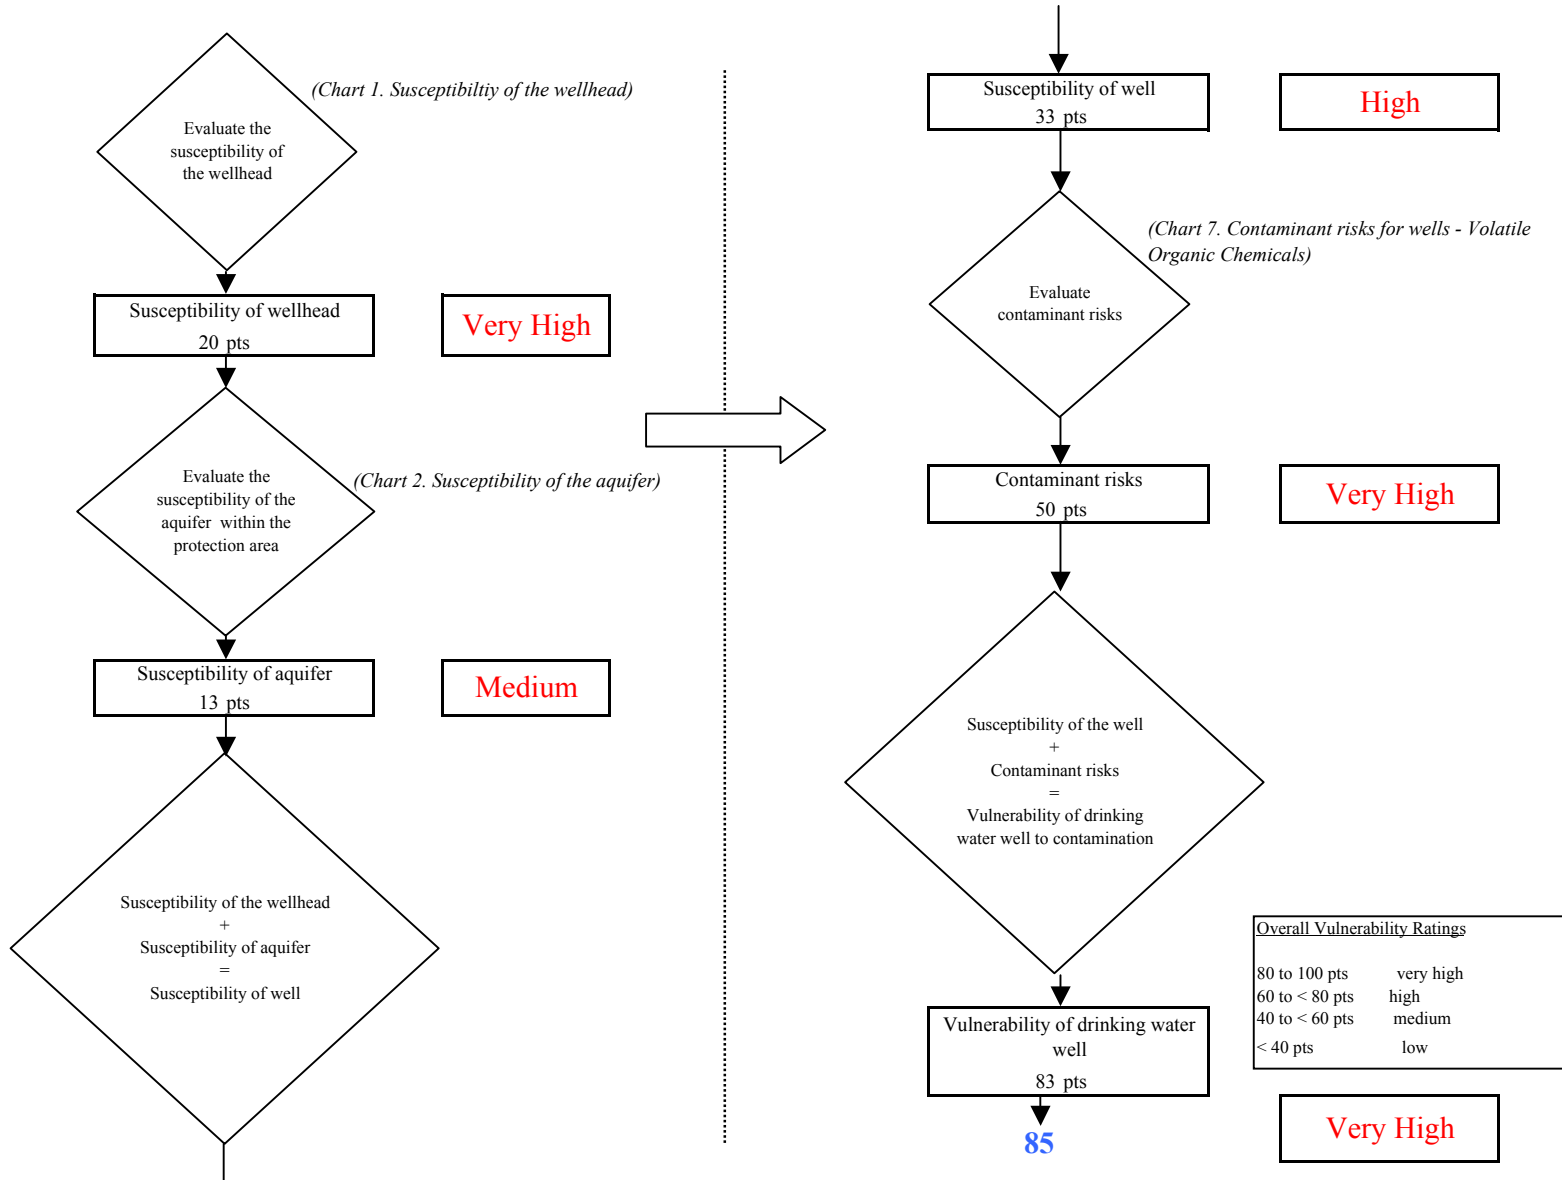 (Chart 1. Susceptibiltiy of the wellhead)
Evaluate the
susceptibility of
the wellhead
Susceptibility of wellhead
20 pts
Very High
Evaluate the
susceptibility of the
aquifer within the
protection area
(Chart 2. Susceptibility of the aquifer)
Susceptibility of aquifer
13 pts
Medium
Susceptibility of the wellhead
+
Susceptibility of aquifer
=
Susceptibility of well
Susceptibility of well
33 pts
High
(Chart 7. Contaminant risks for wells - Volatile
Organic Chemicals)
Evaluate
contaminant risks
Contaminant risks
50 pts
Very High
Susceptibility of the well
+
Contaminant risks
=
Vulnerability of drinking
water well to contamination
Overall Vulnerability Ratings
80 to 100 pts very high
60 to < 80 pts high
40 to < 60 pts medium
< 40 pts low
Vulnerability of drinking water
well
83 pts
85
Very High